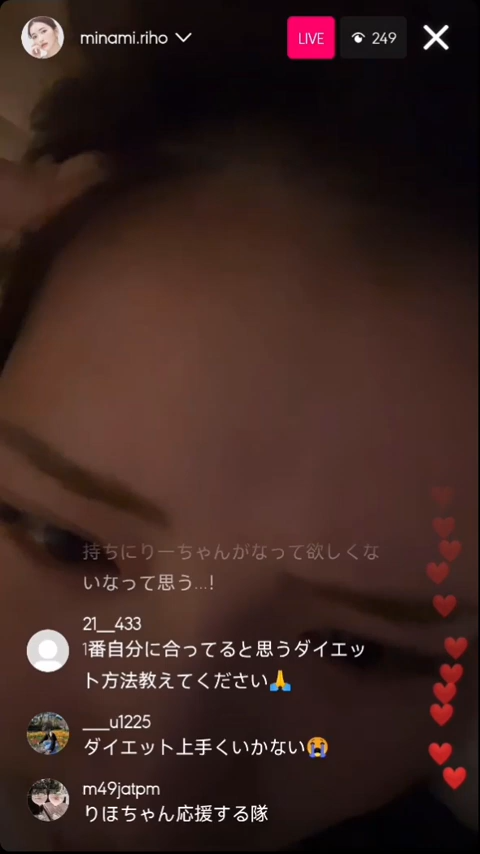 minami.riho
LIVE
249
持ちにりーちゃんがなって欲しくな
いなって思う...!
21__433
1番自分に合ってると思うダイエッ
ト方法教えてください🙏
___u1225
ダイエット上手くいかない😭
m49jatpm
りほちゃん応援する隊